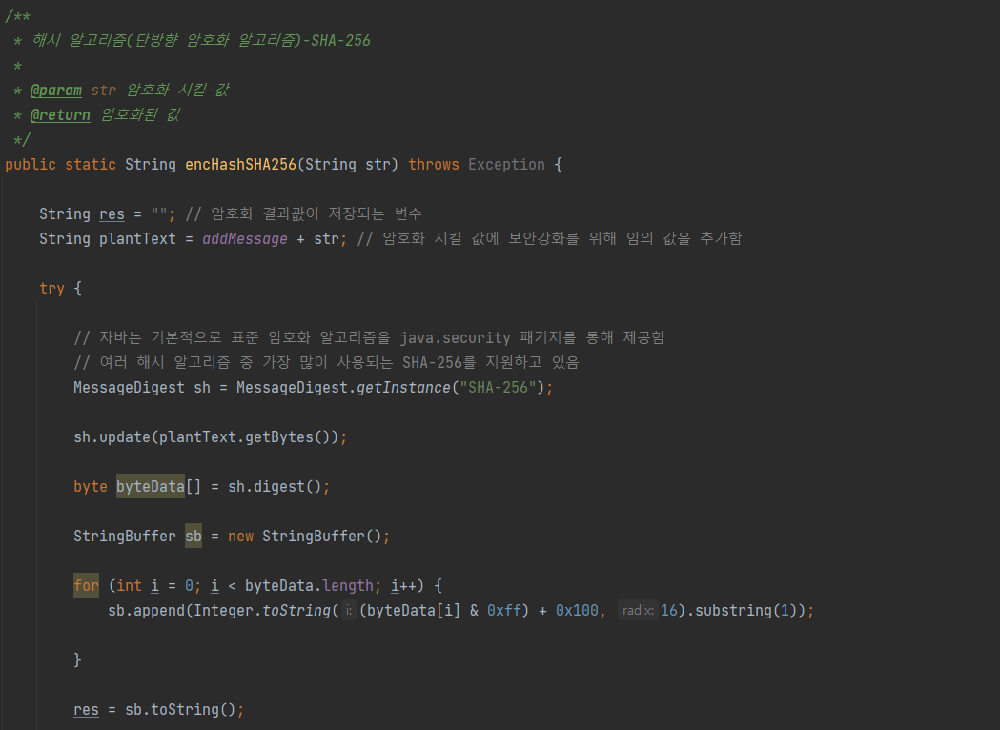 /**
* 해시 알고리즘(단방향 암호화 알고리즘)-SHA-256
*
* @param str 암호화 시킬 값
* @return 암호화된 값
*/
public static String encHashSHA256(String str) throws Exception {
String res = ""; // 암호화 결과값이 저장되는 변수
String plantText = addMessage + str; // 암호화 시킬 값에 보안강화를 위해 임의 값을 추가함
try {
// 자바는 기본적으로 표준 암호화 알고리즘을 java.security 패키지를 통해 제공함
// 여러 해시 알고리즘 중 가장 많이 사용되는 SHA-256를 지원하고 있음
MessageDigest sh = MessageDigest.getInstance("SHA-256");
sh.update(plantText.getBytes());
byte byteData[] = sh.digest();
StringBuffer sb = new StringBuffer();
for (int i = 0; i < byteData.length; i++) {
sb.append(Integer.toString( i: (byteData[i] & 0xff) + 0x100, radix: 16).substring(1));
}
res = sb.toString();